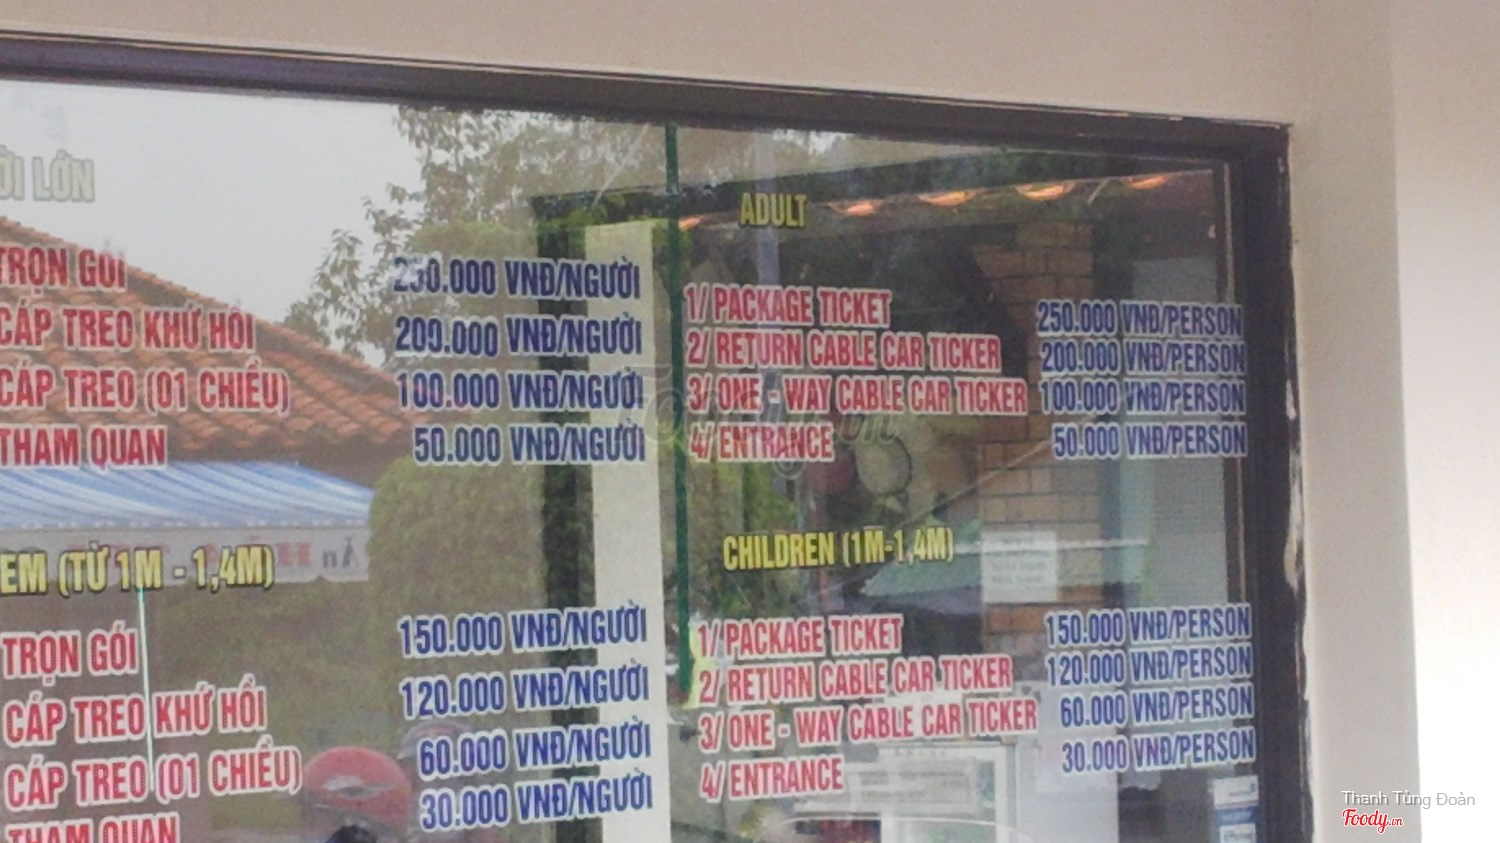 ỜI LỚN
TRỌN GÓI 250.000 VNĐ/NGƯỜI
CÁP TREO KHỨ HỒI 200.000 VNĐ/NGƯỜI
CÁP TREO (01 CHIỀU) 100.000 VNĐ/NGƯỜI
THAM QUAN 50.000 VNĐ/NGƯỜI
EM (TỪ 1M - 1,4M)
TRỌN GÓI 150.000 VNĐ/NGƯỜI
CÁP TREO KHỨ HỒI 120.000 VNĐ/NGƯỜI
CÁP TREO (01 CHIỀU) 60.000 VNĐ/NGƯỜI
THAM QUAN 30.000 VNĐ/NGƯỜI
ADULT
1/ PACKAGE TICKET 250.000 VNĐ/PERSON
2/ RETURN CABLE CAR TICKER 200.000 VNĐ/PERSON
3/ ONE - WAY CABLE CAR TICKER 100.000 VNĐ/PERSON
4/ ENTRANCE 50.000 VNĐ/PERSON
CHILDREN (1M-1,4M)
1/ PACKAGE TICKET 150.000 VNĐ/PERSON
2/ RETURN CABLE CAR TICKER 120.000 VNĐ/PERSON
3/ ONE - WAY CABLE CAR TICKER 60.000 VNĐ/PERSON
4/ ENTRANCE 30.000 VNĐ/PERSON
Foody.vn
Thanh Tùng Đoàn
Foody.vn